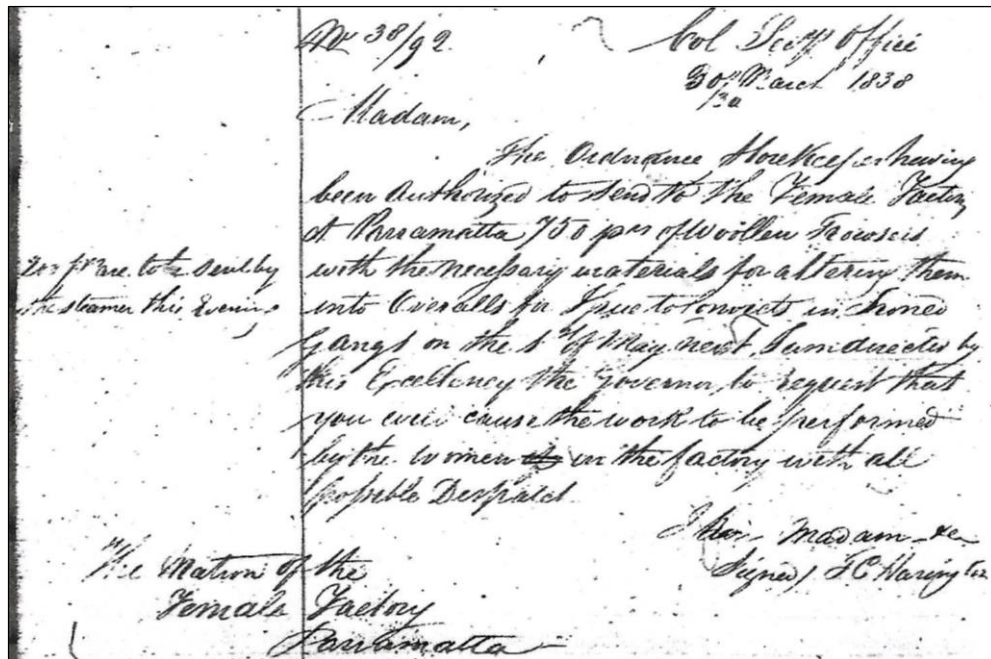 38/92
Col Secy's Office
30 March 1838
Madam,
The Ordnance Storekeeper having
been Authorized to send to the Female Factory
at Parramatta 750 prs of Woollen Trowsers
with the necessary materials for altering them
into Overalls for Issue to Convicts in Ironed
Gangs on the 1st of May next, I am directed by
His Excellency the Governor, to request that
you will cause the work to be performed
by the Women in the factory with all
possible Despatch
to be sent by
the steamer this Evening
I have Madam &c
Signed / T C Harington
The Matron of the
Female Factory
Parramatta